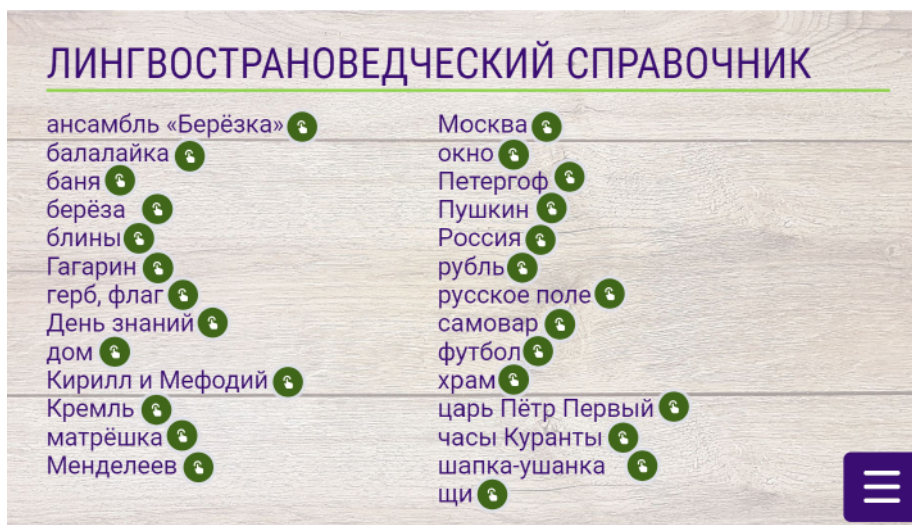 ЛИНГВОСТРАНОВЕДЧЕСКИЙ СПРАВОЧНИК
ансамбль «Берёзка»
балалайка
баня
берёза
блины
Гагарин
герб, флаг
День знаний
дом
Кирилл и Мефодий
Кремль
матрёшка
Менделеев
Москва
окно
Петергоф
Пушкин
Россия
рубль
русское поле
самовар
футбол
храм
царь Пётр Первый
часы Куранты
шапка-ушанка
щи